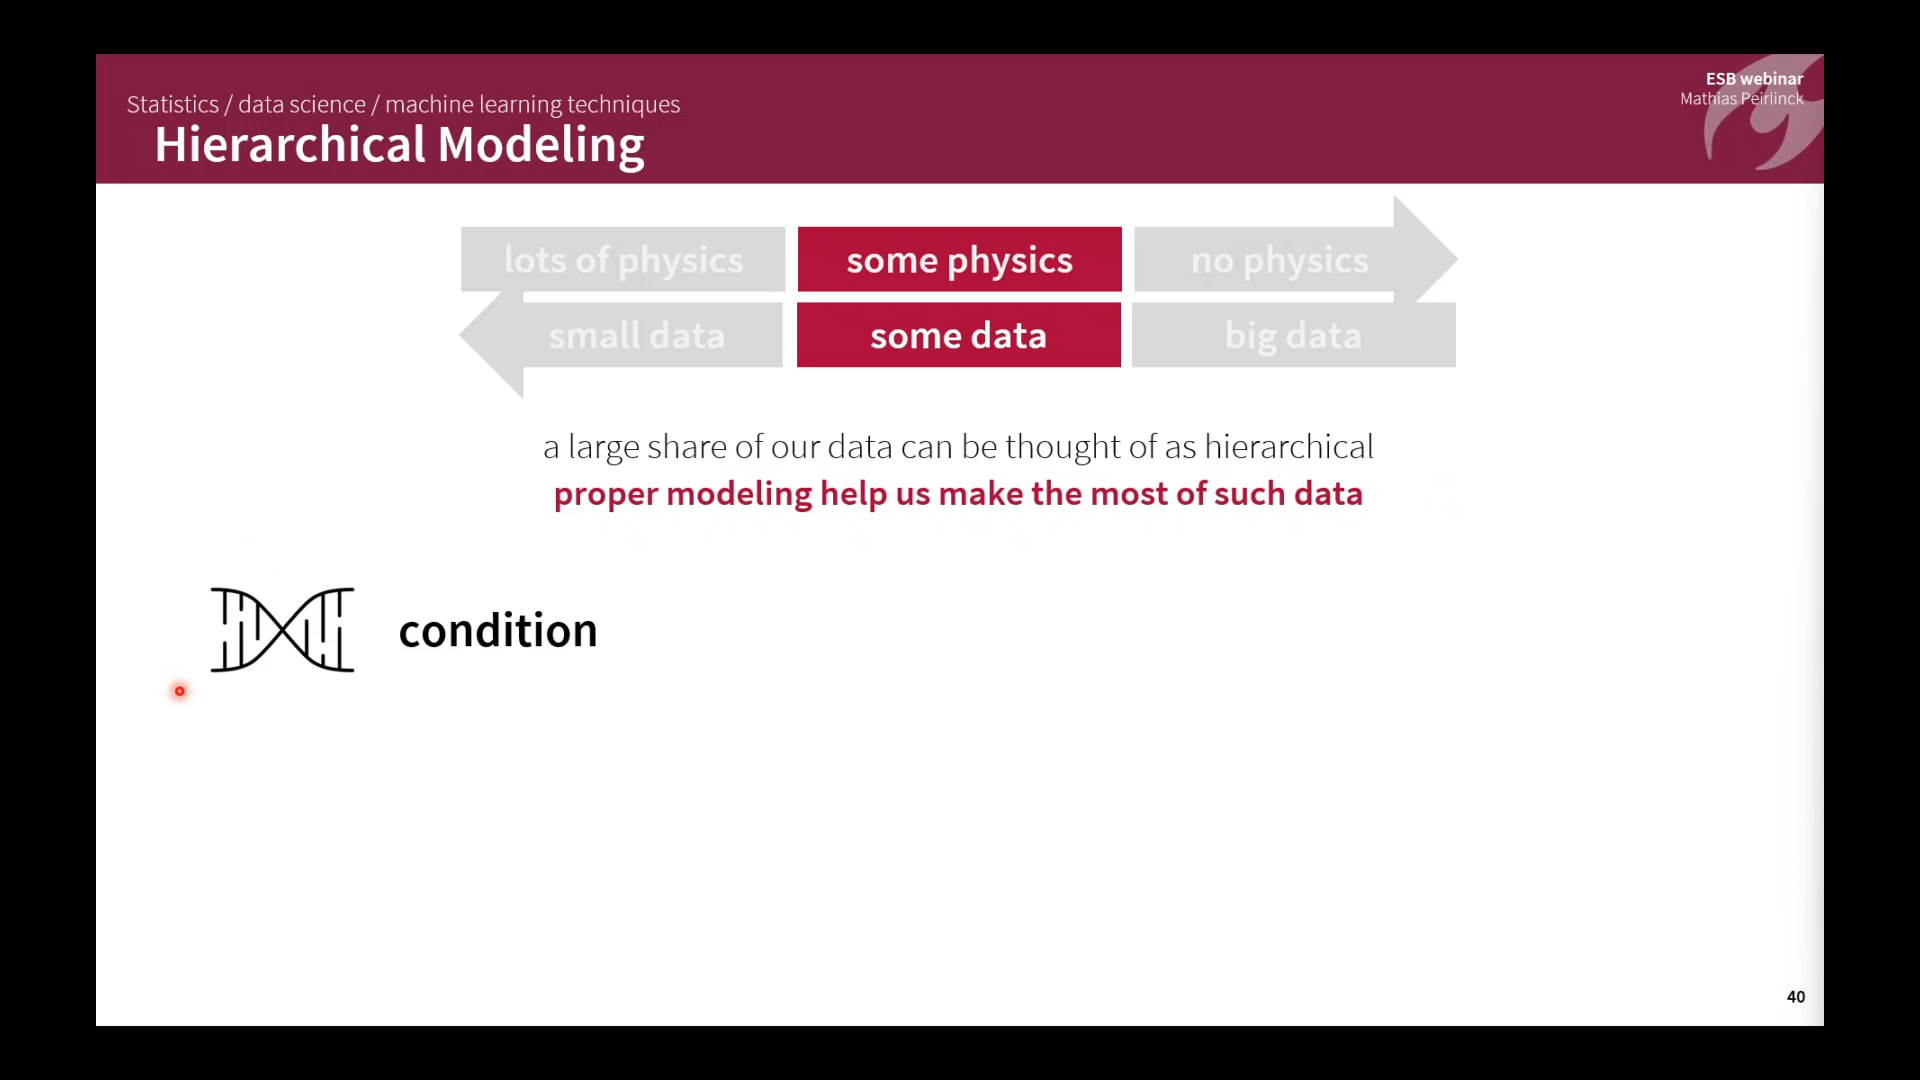 Statistics / data science / machine learning techniques
Hierarchical Modeling
ESB webinar
Mathias Peirlinck
lots of physics some physics no physics
small data some data big data
a large share of our data can be thought of as hierarchical
proper modeling help us make the most of such data
condition
40